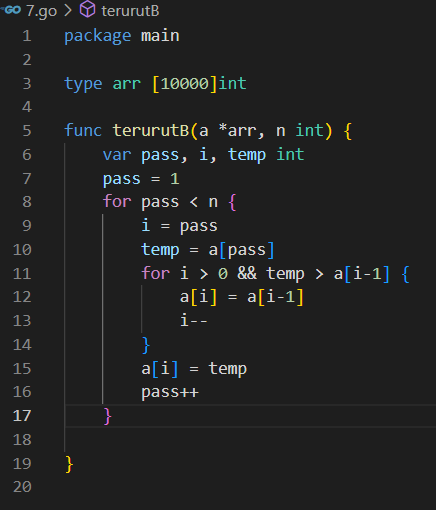 GO 7.go > terurutB
1 package main
2
3 type arr [10000]int
4
5 func terurutB(a *arr, n int) {
6 var pass, i, temp int
7 pass = 1
8 for pass < n {
9 i = pass
10 temp = a[pass]
11 for i > 0 && temp > a[i-1] {
12 a[i] = a[i-1]
13 i--
14 }
15 a[i] = temp
16 pass++
17 }
18
19 }
20